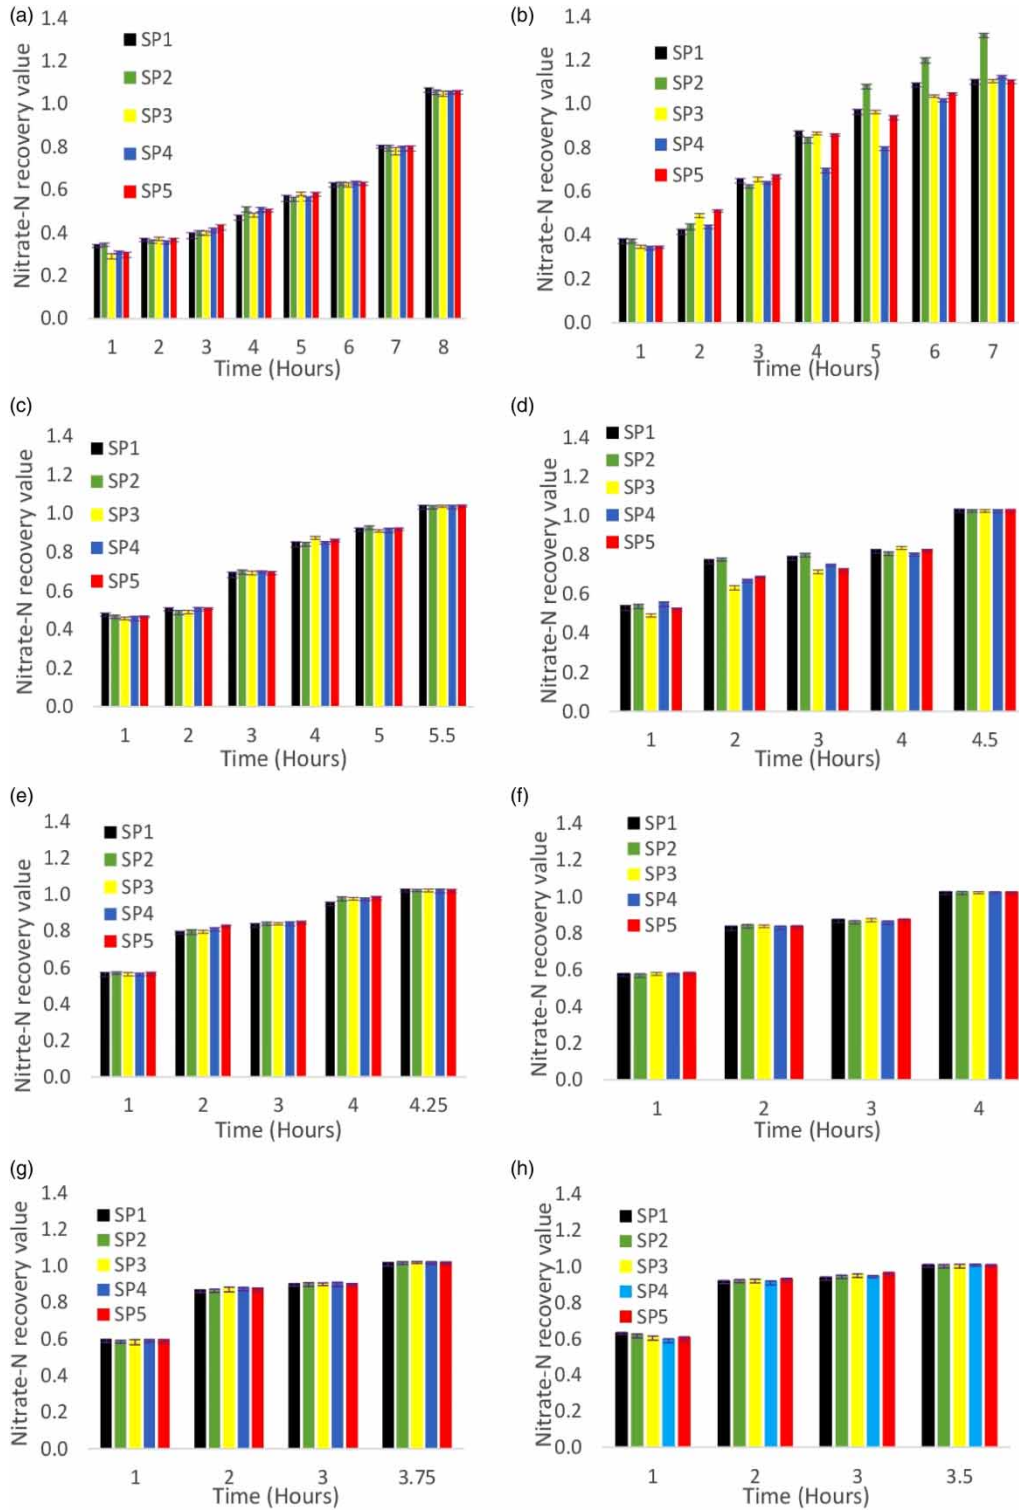 (a)
Nitrate-N recovery value
1.4
1.2
1.0
0.8
0.6
0.4
0.2
0.0
SP1
SP2
SP3
SP4
SP5
1 2 3 4 5 6 7 8
Time (Hours)
(b)
Nitrate-N recovery value
1.4
1.2
1.0
0.8
0.6
0.4
0.2
0.0
SP1
SP2
SP3
SP4
SP5
1 2 3 4 5 6 7
Time (Hours)
(c)
Nitrate-N recovery value
1.4
1.2
1.0
0.8
0.6
0.4
0.2
0.0
SP1
SP2
SP3
SP4
SP5
1 2 3 4 5 5.5
Time (Hours)
(d)
Nitrate-N recovery value
1.4
1.2
1.0
0.8
0.6
0.4
0.2
0.0
SP1
SP2
SP3
SP4
SP5
1 2 3 4 4.5
Time (Hours)
(e)
Nitrte-N recovery value
1.4
1.2
1.0
0.8
0.6
0.4
0.2
0.0
SP1
SP2
SP3
SP4
SP5
1 2 3 4 4.25
Time (Hours)
(f)
Nitrate-N recovery value
1.4
1.2
1.0
0.8
0.6
0.4
0.2
0.0
SP1
SP2
SP3
SP4
SP5
1 2 3 4
Time (Hours)
(g)
Nitrate-N recovery value
1.4
1.2
1.0
0.8
0.6
0.4
0.2
0.0
SP1
SP2
SP3
SP4
SP5
1 2 3 3.75
Time (Hours)
(h)
Nitrate-N recovery value
1.4
1.2
1.0
0.8
0.6
0.4
0.2
0.0
SP1
SP2
SP3
SP4
SP5
1 2 3 3.5
Time (Hours)